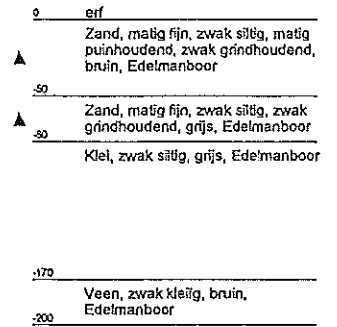 0 erf
Zand, matig fijn, zwak siltig, matig
puinhoudend, zwak grindhoudend,
bruin, Edelmanboor
-50
Zand, matig fijn, zwak siltig, zwak
grindhoudend, grijs, Edelmanboor
-80
Klei, zwak siltig, grijs, Edelmanboor
-170
Veen, zwak kleiïg, bruin,
Edelmanboor
-200